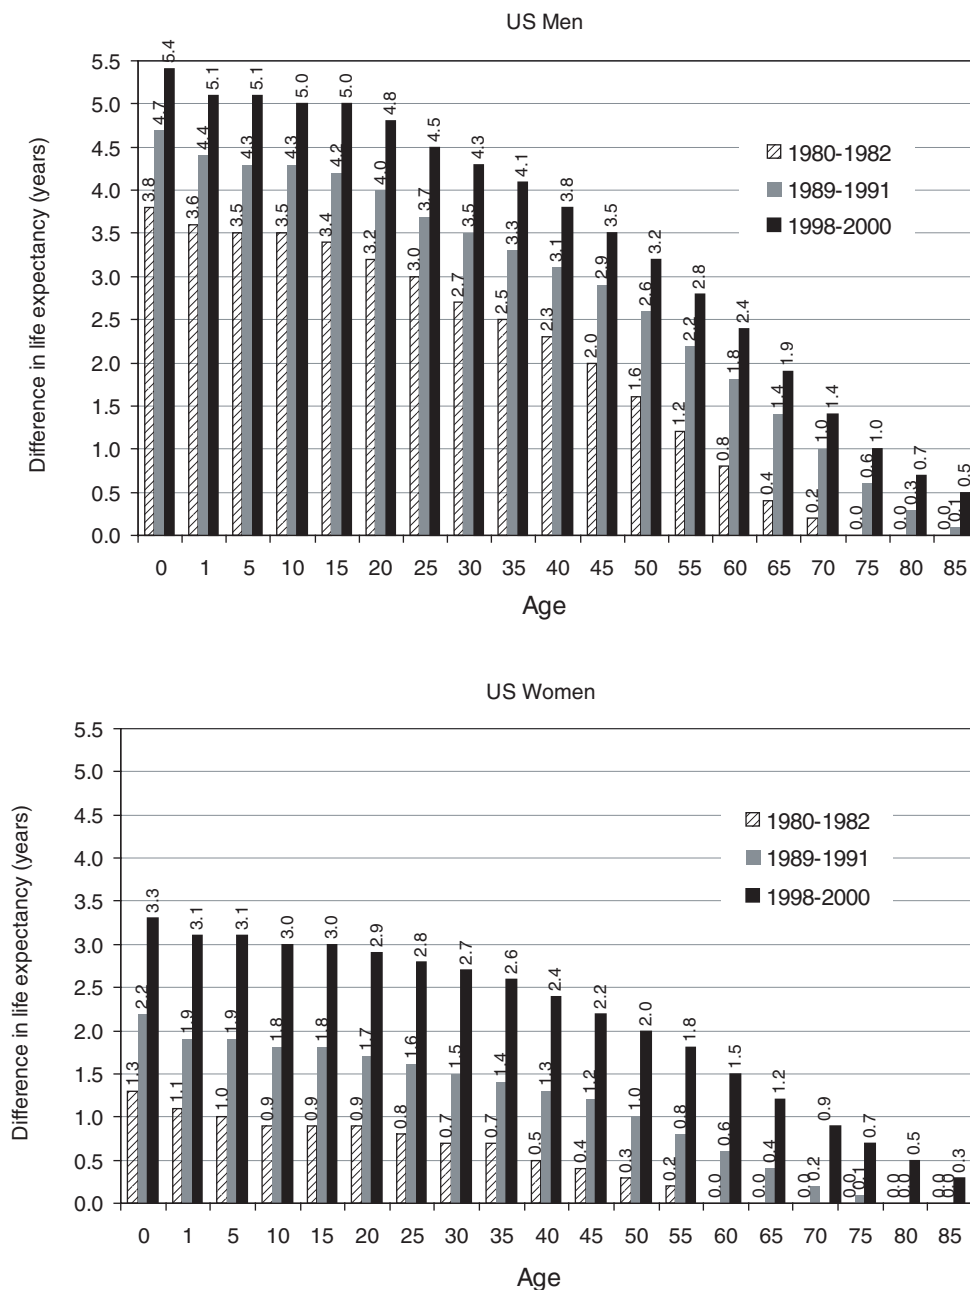 US Men
Difference in life expectancy (years)
5.5
5.0
4.5
4.0
3.5
3.0
2.5
2.0
1.5
1.0
0.5
0.0
3.8 4.7 5.4
3.6 4.4 5.1
3.5 4.3 5.1
3.5 4.3 5.0
3.4 4.2 5.0
3.2 4.0 4.8
3.0 3.7 4.5
2.7 3.5 4.3
2.5 3.3 4.1
2.3 3.1 3.8
2.0 2.9 3.5
1.6 2.6 3.2
1.2 2.2 2.8
0.8 1.8 2.4
0.4 1.4 1.9
0.2 1.0 1.4
0.0 0.6 1.0
0.0 0.3 0.7
0.0 0.1 0.5
1980-1982
1989-1991
1998-2000
0 1 5 10 15 20 25 30 35 40 45 50 55 60 65 70 75 80 85
Age
US Women
Difference in life expectancy (years)
5.5
5.0
4.5
4.0
3.5
3.0
2.5
2.0
1.5
1.0
0.5
0.0
1.3 2.2 3.3
1.1 1.9 3.1
1.0 1.9 3.1
0.9 1.8 3.0
0.9 1.8 3.0
0.9 1.7 2.9
0.8 1.6 2.8
0.7 1.5 2.7
0.7 1.4 2.6
0.5 1.3 2.4
0.4 1.2 2.2
0.3 1.0 2.0
0.2 0.8 1.8
0.0 0.6 1.5
0.0 0.4 1.2
0.0 0.2 0.9
0.0 0.1 0.7
0.0 0.0 0.5
0.0 0.0 0.3
1980-1982
1989-1991
1998-2000
0 1 5 10 15 20 25 30 35 40 45 50 55 60 65 70 75 80 85
Age